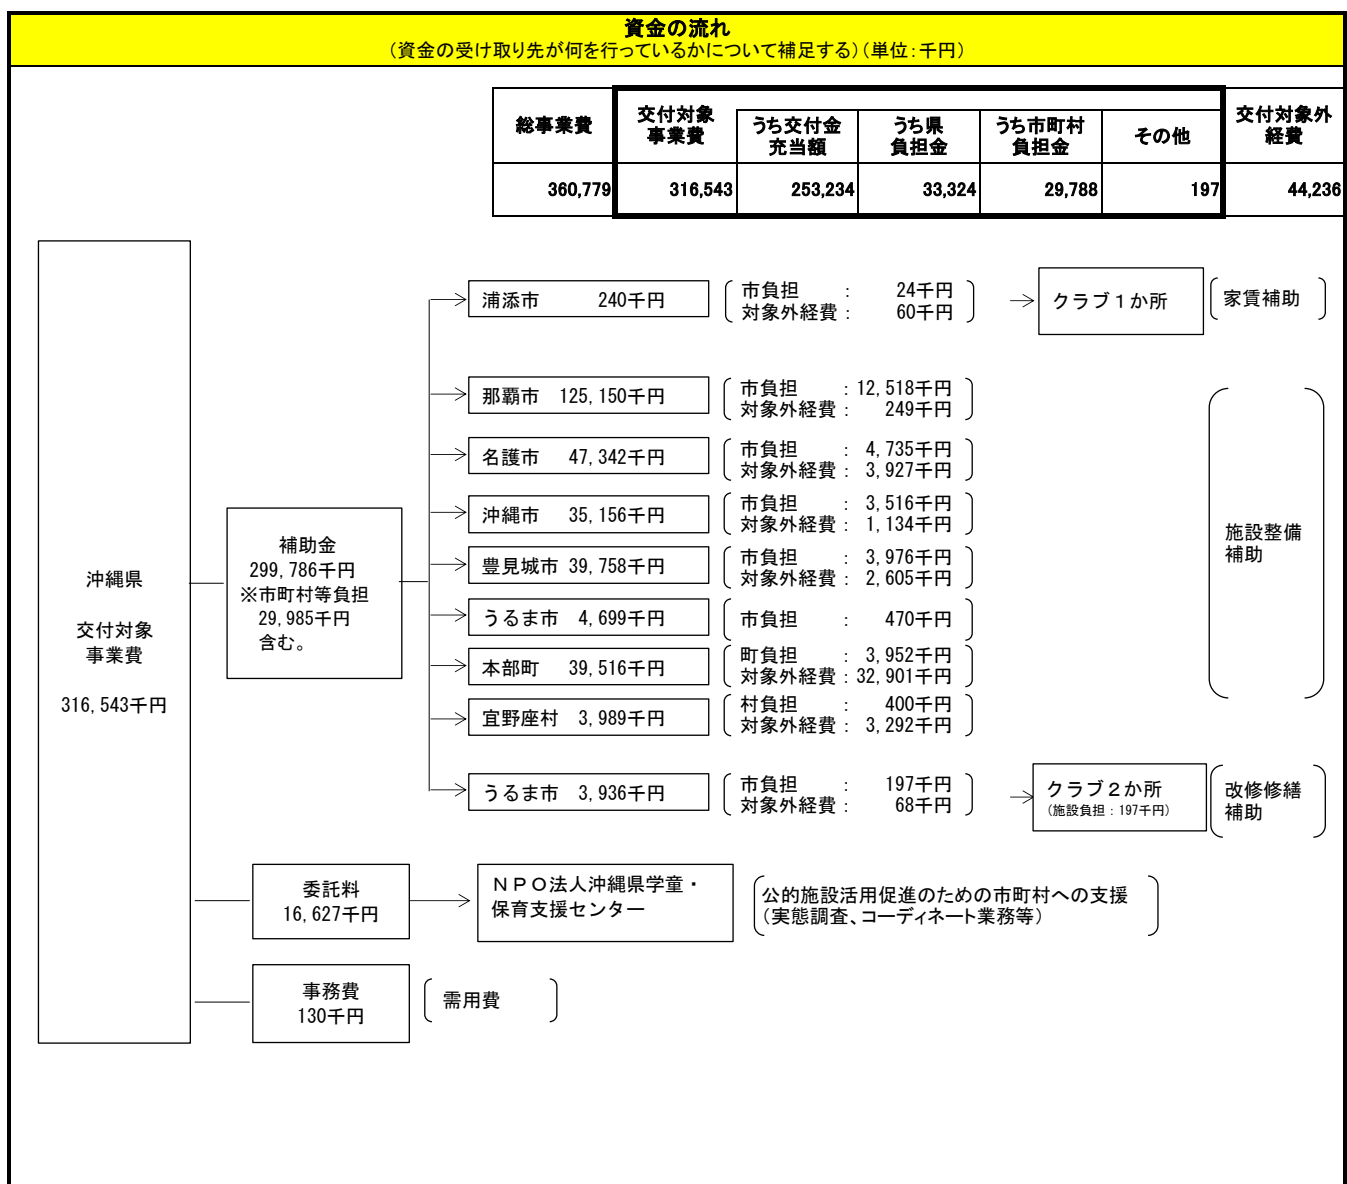 資金の流れ
（資金の受け取り先が何を行っているかについて補足する）（単位：千円）
総事業費
交付対象
事業費
うち交付金
充当額
うち県
負担金
うち市町村
負担金
その他
交付対象外
経費
360,779
316,543
253,234
33,324
29,788
197
44,236
浦添市 240千円
市負担 : 24千円
対象外経費 : 60千円
クラブ１か所
家賃補助
那覇市 125,150千円
市負担 : 12,518千円
対象外経費 : 249千円
名護市 47,342千円
市負担 : 4,735千円
対象外経費 : 3,927千円
沖縄市 35,156千円
市負担 : 3,516千円
対象外経費 : 1,134千円
豊見城市 39,758千円
市負担 : 3,976千円
対象外経費 : 2,605千円
うるま市 4,699千円
市負担 : 470千円
本部町 39,516千円
町負担 : 3,952千円
対象外経費 : 32,901千円
宜野座村 3,989千円
村負担 : 400千円
対象外経費 : 3,292千円
施設整備
補助
うるま市 3,936千円
市負担 : 197千円
対象外経費 : 68千円
クラブ２か所
（施設負担：197千円）
改修修繕
補助
沖縄県
交付対象
事業費
316,543千円
補助金
299,786千円
※市町村等負担
29,985千円
含む。
委託料
16,627千円
ＮＰＯ法人沖縄県学童・
保育支援センター
公的施設活用促進のための市町村への支援
（実態調査、コーディネート業務等）
事務費
130千円
需用費